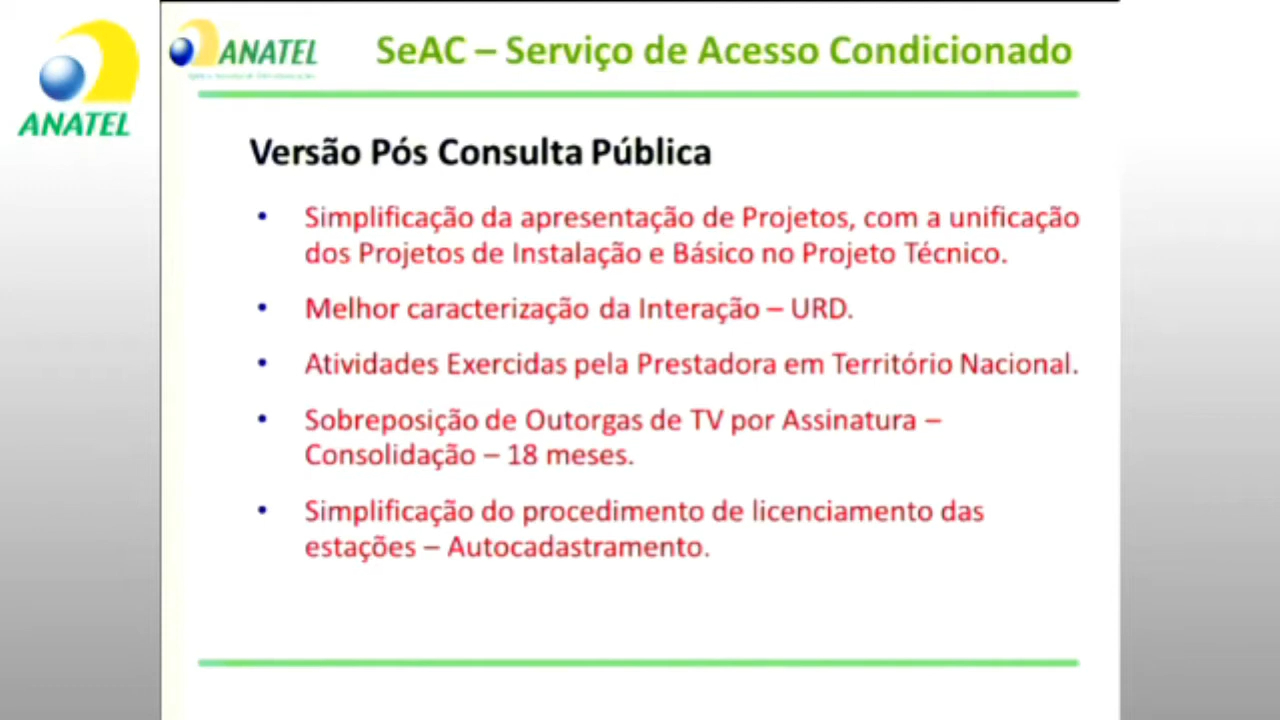 ANATEL
ANATEL
SeAC – Serviço de Acesso Condicionado
Versão Pós Consulta Pública
• Simplificação da apresentação de Projetos, com a unificação
dos Projetos de Instalação e Básico no Projeto Técnico.
• Melhor caracterização da Interação – URD.
• Atividades Exercidas pela Prestadora em Território Nacional.
• Sobreposição de Outorgas de TV por Assinatura –
Consolidação – 18 meses.
• Simplificação do procedimento de licenciamento das
estações – Autocadastramento.